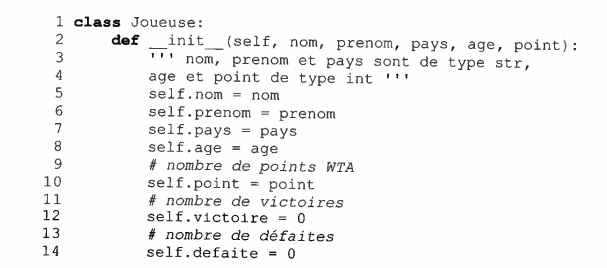 1 class Joueuse:
2     def __init__(self, nom, prenom, pays, age, point):
3         ''' nom, prenom et pays sont de type str,
4         age et point de type int '''
5         self.nom = nom
6         self.prenom = prenom
7         self.pays = pays
8         self.age = age
9         # nombre de points WTA
10         self.point = point
11         # nombre de victoires
12         self.victoire = 0
13         # nombre de défaites
14         self.defaite = 0